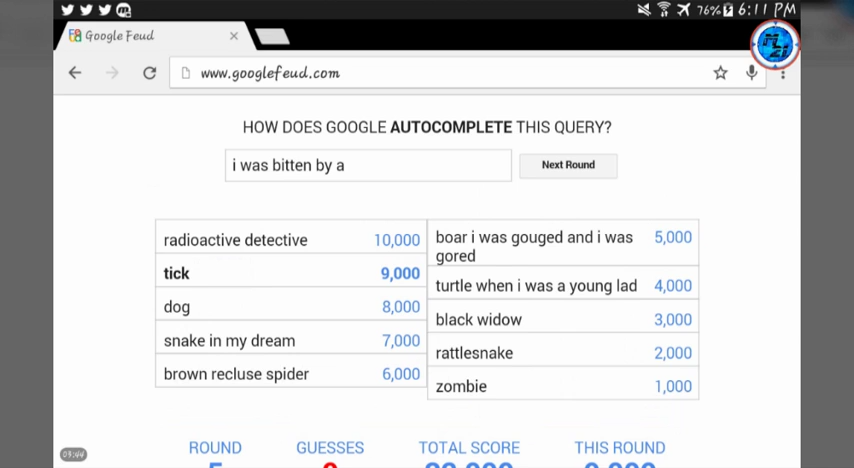 76% 6:11 PM
Google Feud
www.googlefeud.com
HOW DOES GOOGLE AUTOCOMPLETE THIS QUERY?
i was bitten by a
Next Round
radioactive detective 10,000
tick 9,000
dog 8,000
snake in my dream 7,000
brown recluse spider 6,000
boar i was gouged and i was 5,000
gored
turtle when i was a young lad 4,000
black widow 3,000
rattlesnake 2,000
zombie 1,000
03:44
ROUND GUESSES TOTAL SCORE THIS ROUND